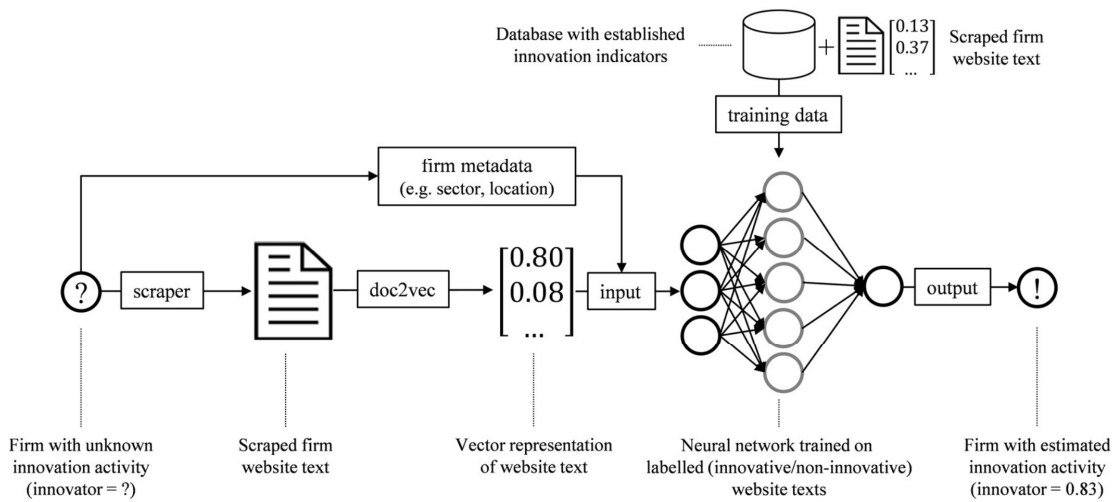 Database with established
innovation indicators
+
[0.13
0.37
...]
Scraped firm
website text
training data
firm metadata
(e.g. sector, location)
?
scraper
doc2vec
[0.80
0.08
...]
input
output
!
Firm with unknown
innovation activity
(innovator = ?)
Scraped firm
website text
Vector representation
of website text
Neural network trained on
labelled (innovative/non-innovative)
website texts
Firm with estimated
innovation activity
(innovator = 0.83)